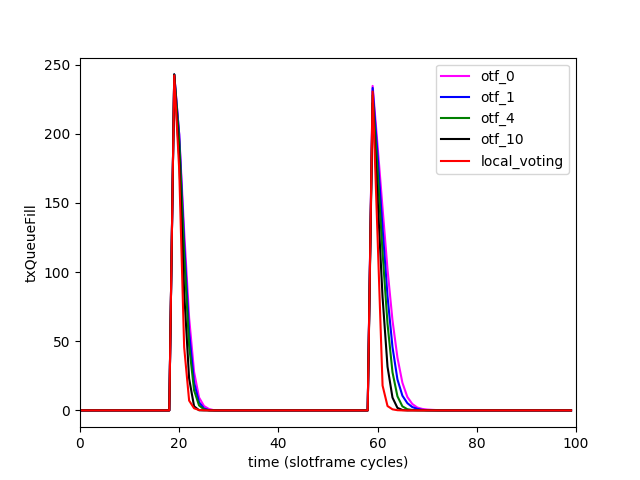 250
200
150
100
50
0
txQueueFill
0 20 40 60 80 100
time (slotframe cycles)
otf_0
otf_1
otf_4
otf_10
local_voting